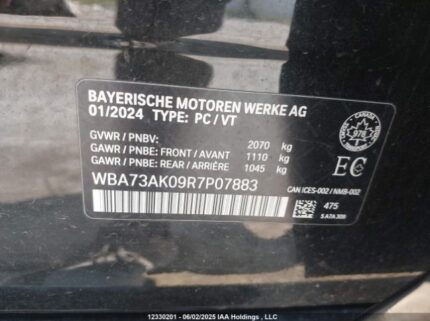 BAYERISCHE MOTOREN WERKE AG
01/2024 TYPE: PC / VT
GVWR / PNBV: 2070 kg
GAWR / PNBE: FRONT / AVANT 1110 kg
GAWR / PNBE: REAR / ARRIÈRE 1045 kg
WBA73AK09R7P07883
CANADA
978
EC
CAN ICES-002 / NMB-002
475
12330201 - 06/02/2025 IAA Holdings , LLC